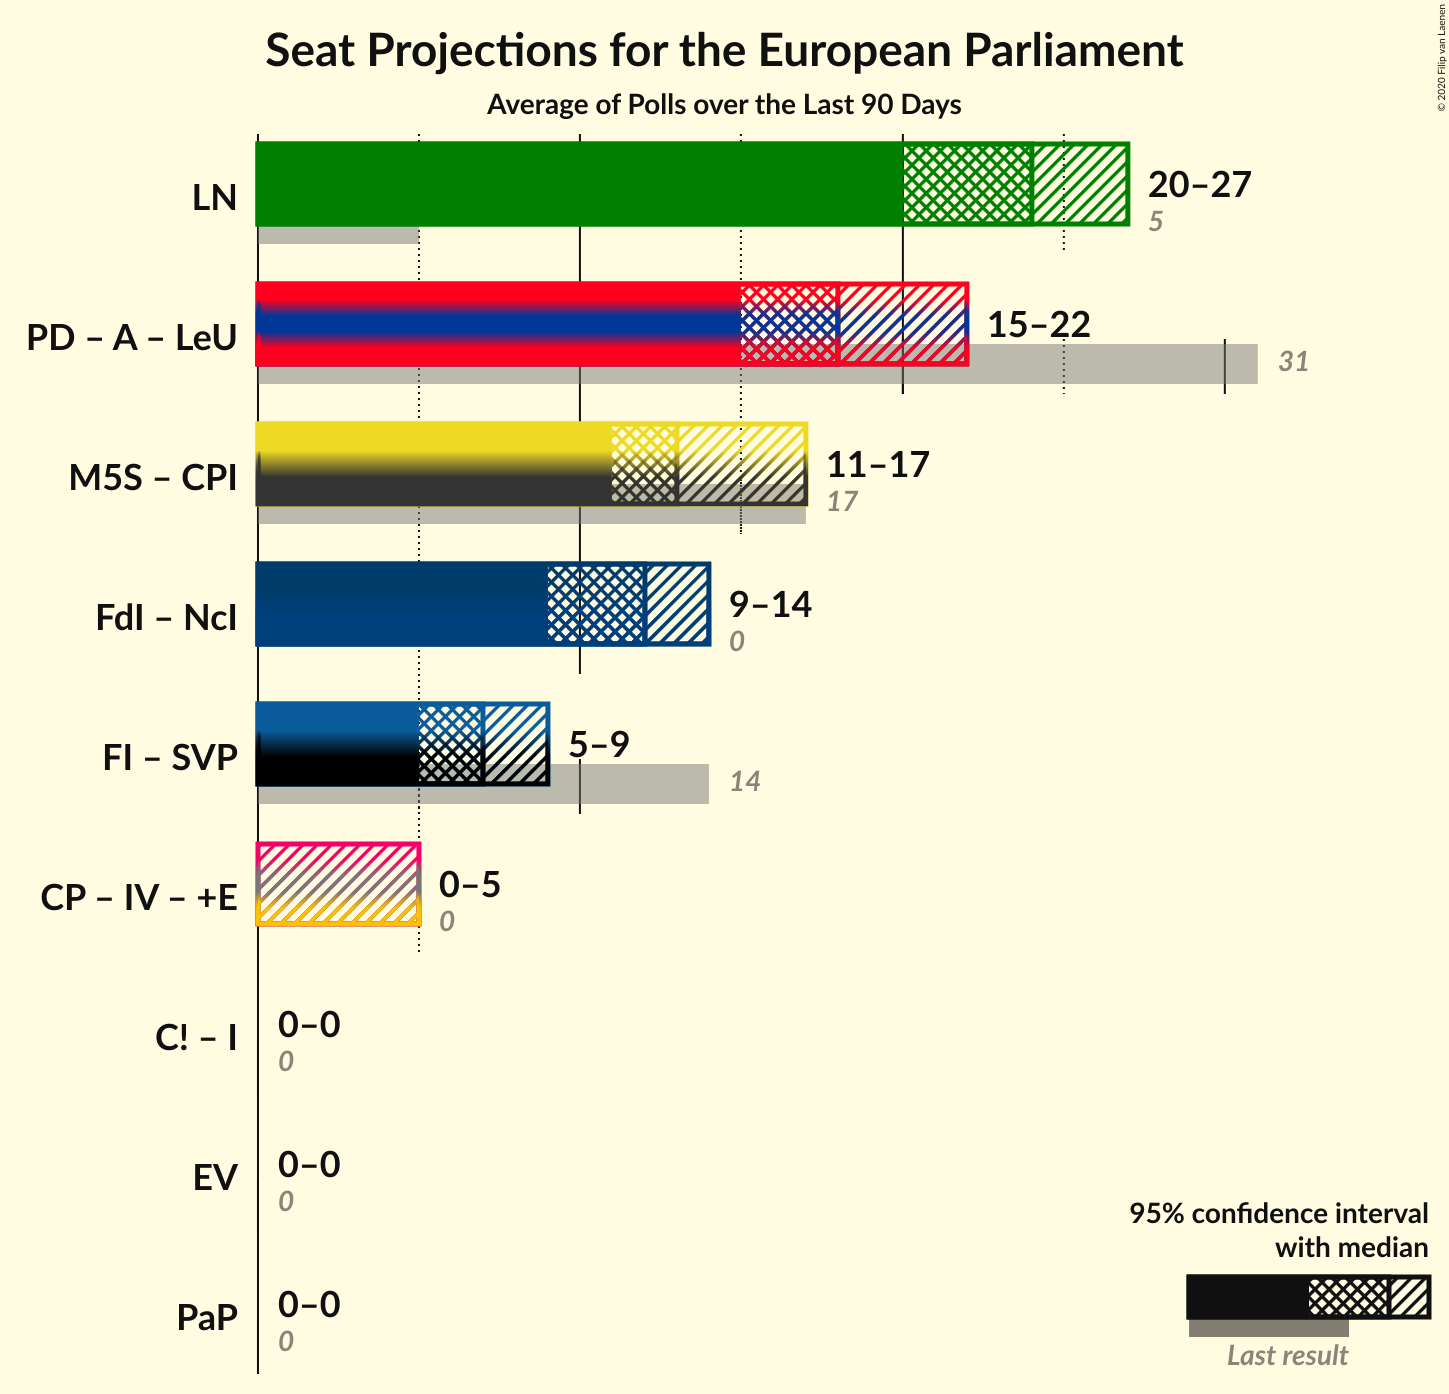 Seat Projections for the European Parliament
Average of Polls over the Last 90 Days
© 2020 Filip van Laenen
LN
20–27
5
PD – A – LeU
15–22
31
M5S – CPI
11–17
17
FdI – NcI
9–14
0
FI – SVP
5–9
14
CP – IV – +E
0–5
0
C! – I
0–0
0
EV
0–0
0
PaP
0–0
0
95% confidence interval
with median
Last result